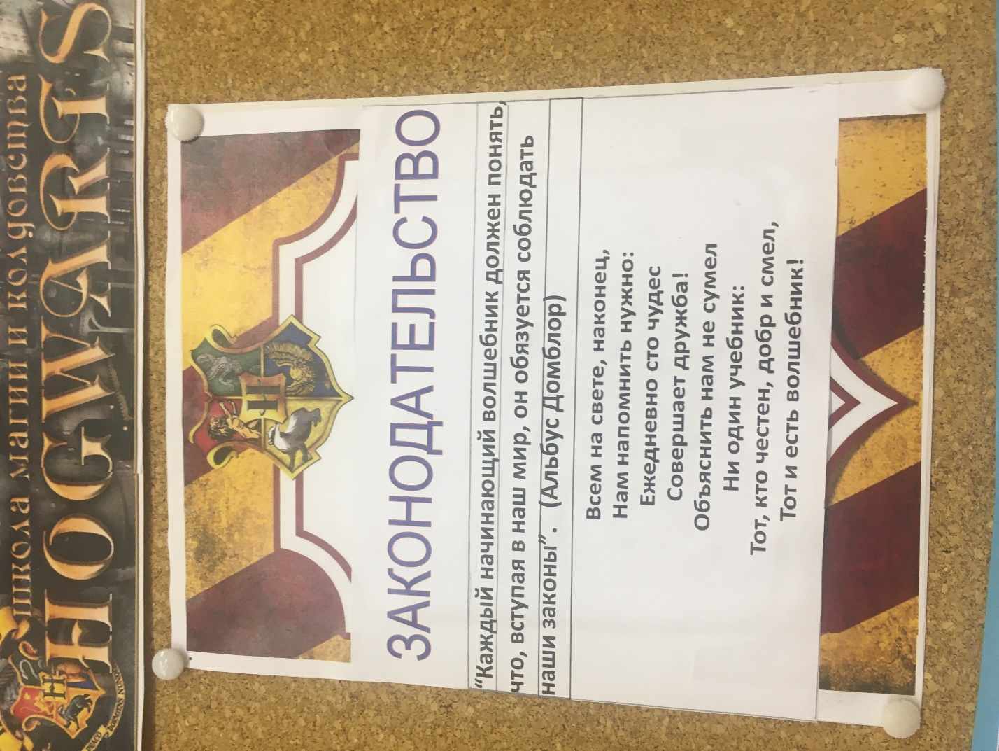 школа магии и колдовства
HOGWARTS
H
H
ЗАКОНОДАТЕЛЬСТВО
“Каждый начинающий волшебник должен понять,
что, вступая в наш мир, он обязуется соблюдать
наши законы”. (Альбус Домблор)
Всем на свете, наконец,
Нам напомнить нужно:
Ежедневно сто чудес
Совершает дружба!
Объяснить нам не сумел
Ни один учебник:
Тот, кто честен, добр и смел,
Тот и есть волшебник!